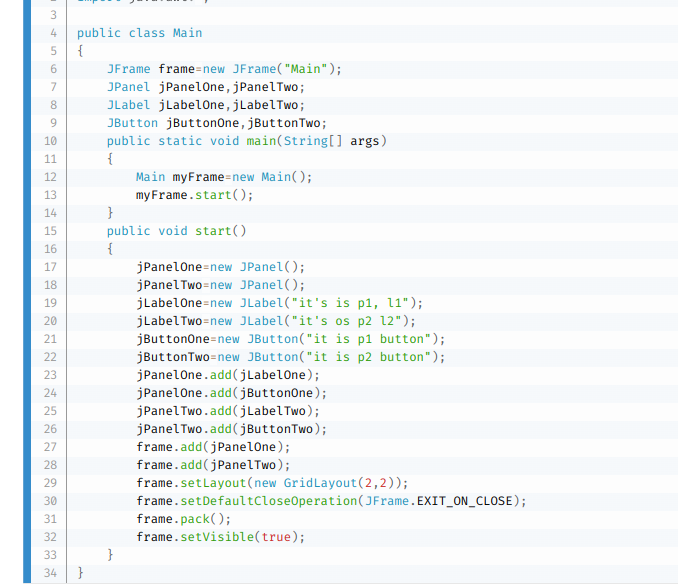 3
4 public class Main
5 {
6 JFrame frame=new JFrame("Main");
7 JPanel jPanelOne,jPanelTwo;
8 JLabel jLabelOne,jLabelTwo;
9 JButton jButtonOne,jButtonTwo;
10 public static void main(String[] args)
11 {
12 Main myFrame=new Main();
13 myFrame.start();
14 }
15 public void start()
16 {
17 jPanelOne=new JPanel();
18 jPanelTwo=new JPanel();
19 jLabelOne=new JLabel("it's is p1, l1");
20 jLabelTwo=new JLabel("it's os p2 l2");
21 jButtonOne=new JButton("it is p1 button");
22 jButtonTwo=new JButton("it is p2 button");
23 jPanelOne.add(jLabelOne);
24 jPanelOne.add(jButtonOne);
25 jPanelTwo.add(jLabelTwo);
26 jPanelTwo.add(jButtonTwo);
27 frame.add(jPanelOne);
28 frame.add(jPanelTwo);
29 frame.setLayout(new GridLayout(2,2));
30 frame.setDefaultCloseOperation(JFrame.EXIT_ON_CLOSE);
31 frame.pack();
32 frame.setVisible(true);
33 }
34 }